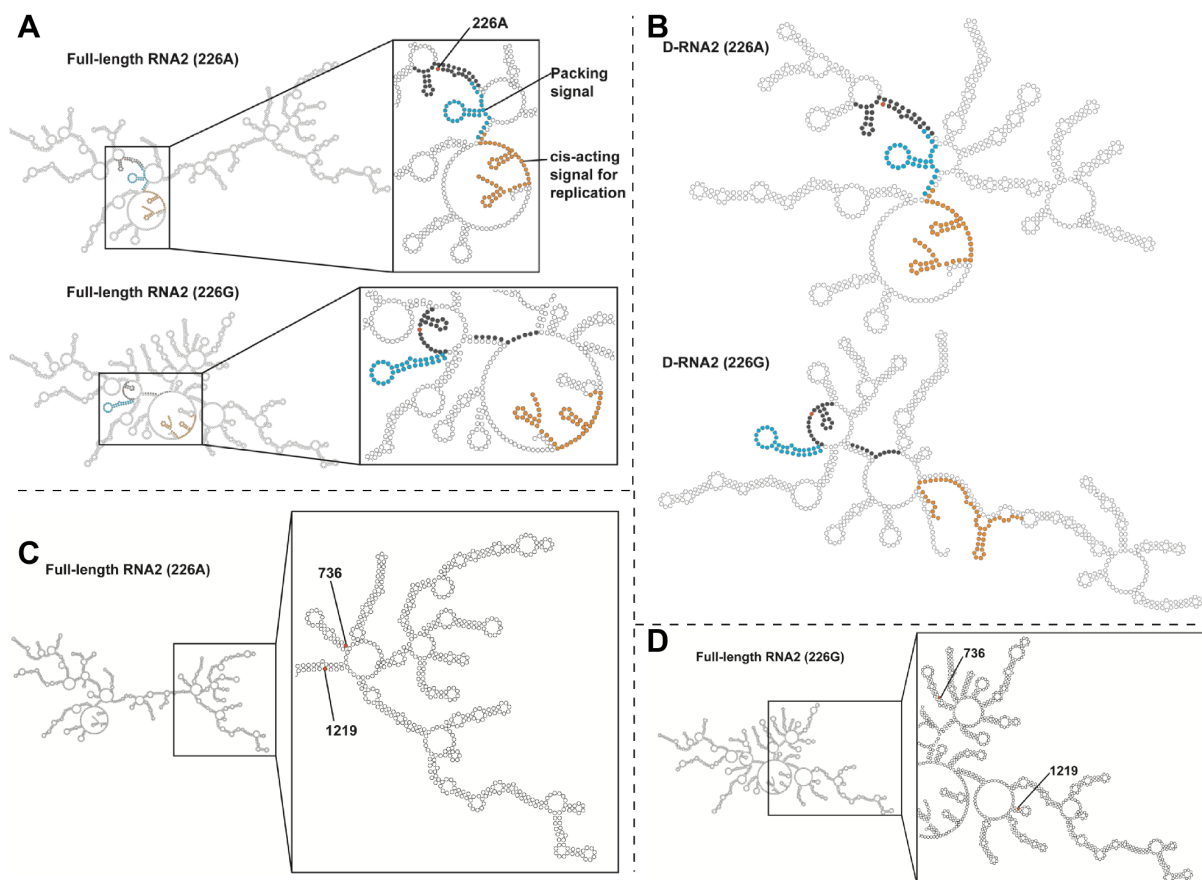 A
Full-length RNA2 (226A)
226A
Packing
signal
cis-acting
signal for
replication
Full-length RNA2 (226G)
B
D-RNA2 (226A)
D-RNA2 (226G)
C
Full-length RNA2 (226A)
736
1219
D
Full-length RNA2 (226G)
736
1219